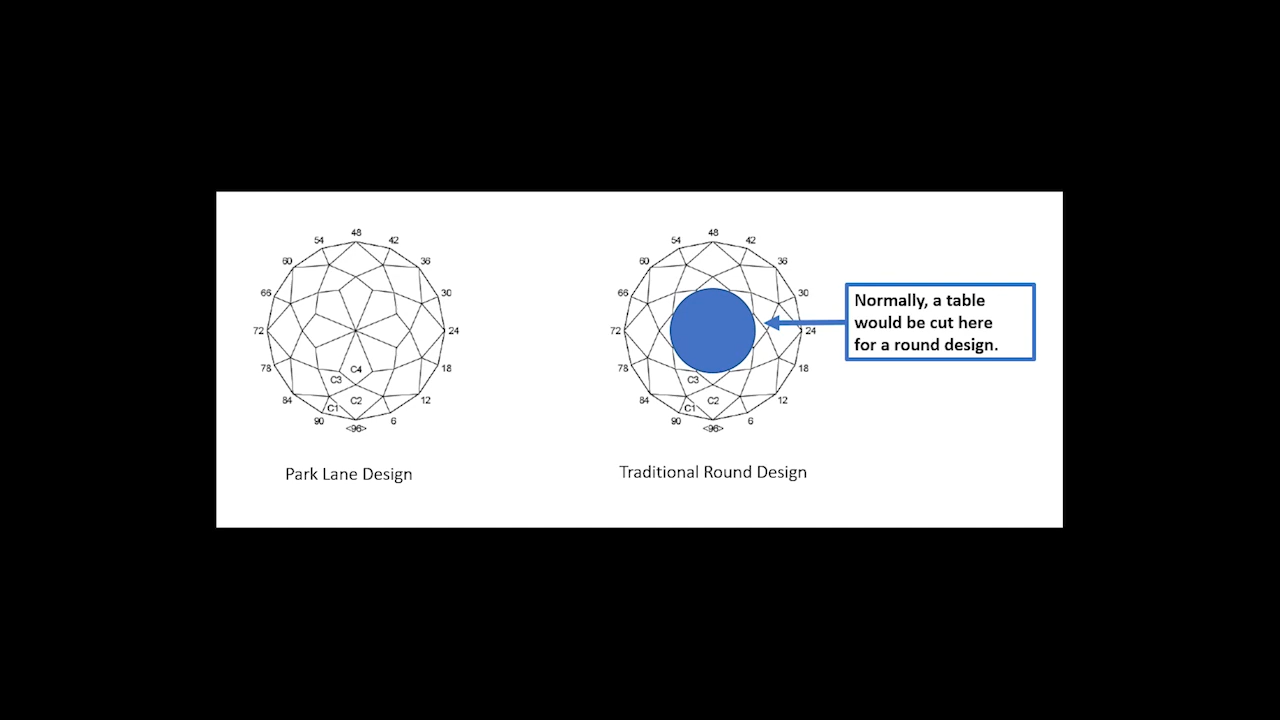 48
54 42
60 36
66 30
72 24
78 18
C3 C4
84 C2 12
C1
90 6
<96>
Park Lane Design
48
54 42
60 36
66 30
72 24
78 18
C3
84 C2 12
C1
90 6
<96>
Traditional Round Design
Normally, a table
would be cut here
for a round design.